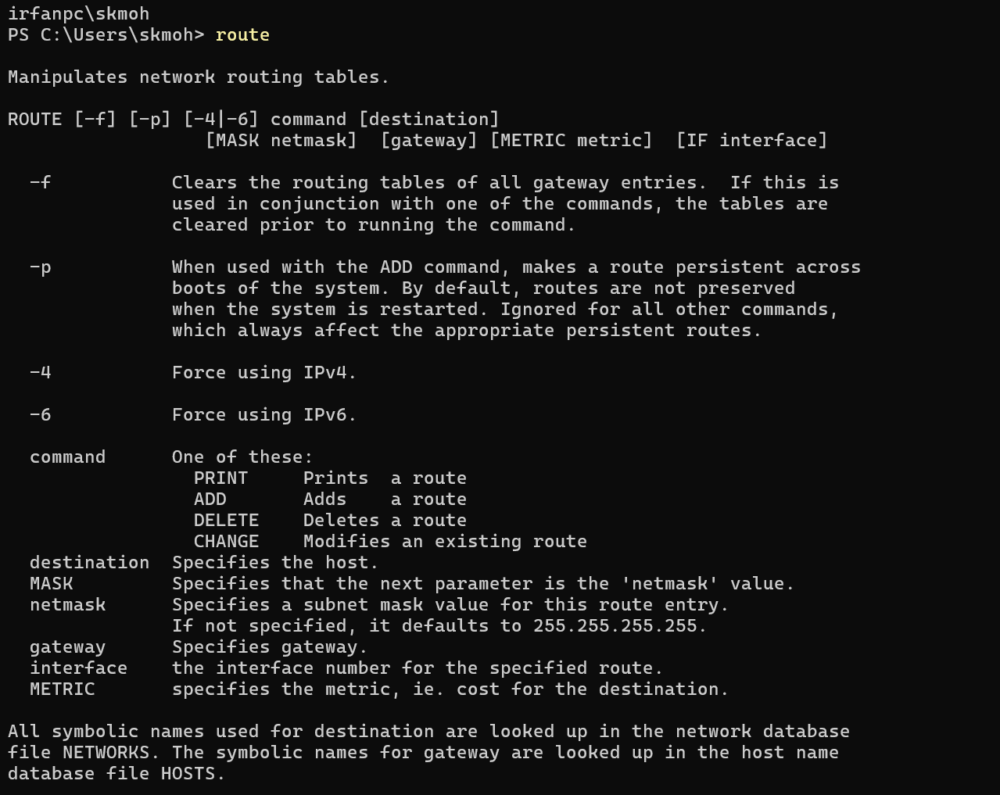 irfanpc\skmoh
PS C:\Users\skmoh> route
Manipulates network routing tables.
ROUTE [-f] [-p] [-4|-6] command [destination]
                  [MASK netmask]  [gateway] [METRIC metric]  [IF interface]
  -f           Clears the routing tables of all gateway entries.  If this is
               used in conjunction with one of the commands, the tables are
               cleared prior to running the command.
  -p           When used with the ADD command, makes a route persistent across
               boots of the system. By default, routes are not preserved
               when the system is restarted. Ignored for all other commands,
               which always affect the appropriate persistent routes.
  -4           Force using IPv4.
  -6           Force using IPv6.
  command      One of these:
                 PRINT     Prints  a route
                 ADD       Adds    a route
                 DELETE    Deletes a route
                 CHANGE    Modifies an existing route
  destination  Specifies the host.
  MASK         Specifies that the next parameter is the 'netmask' value.
  netmask      Specifies a subnet mask value for this route entry.
               If not specified, it defaults to 255.255.255.255.
  gateway      Specifies gateway.
  interface    the interface number for the specified route.
  METRIC       specifies the metric, ie. cost for the destination.
All symbolic names used for destination are looked up in the network database
file NETWORKS. The symbolic names for gateway are looked up in the host name
database file HOSTS.